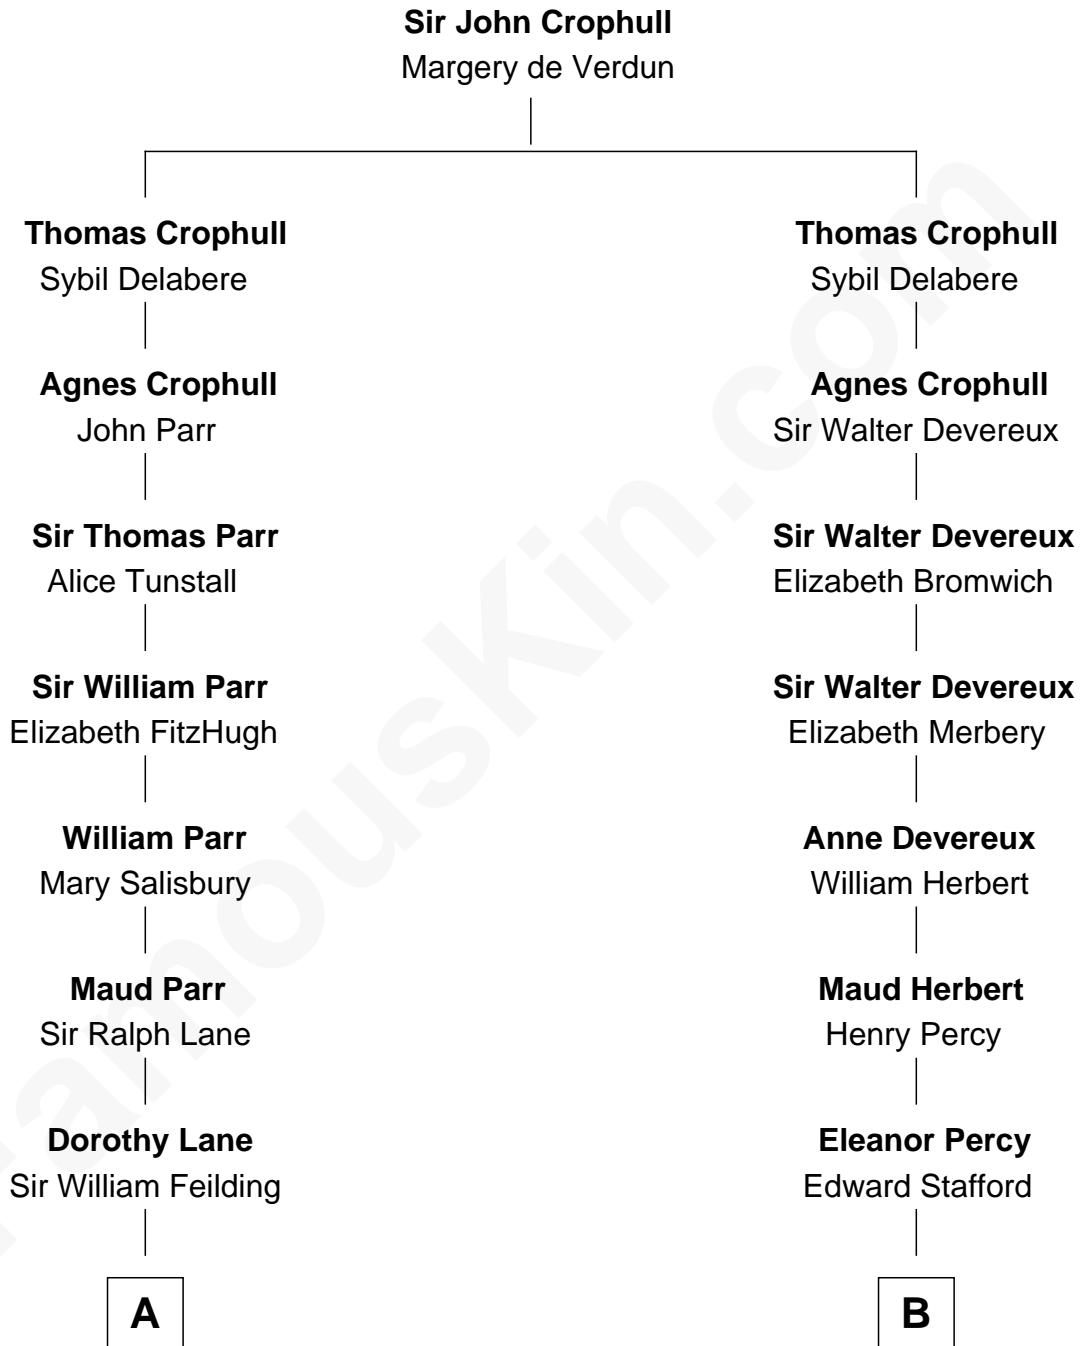 Sir John Crophull
Margery de Verdun
Thomas Crophull
Sybil Delabere
Agnes Crophull
John Parr
Sir Thomas Parr
Alice Tunstall
Sir William Parr
Elizabeth FitzHugh
William Parr
Mary Salisbury
Maud Parr
Sir Ralph Lane
Dorothy Lane
Sir William Feilding
A
Thomas Crophull
Sybil Delabere
Agnes Crophull
Sir Walter Devereux
Sir Walter Devereux
Elizabeth Bromwich
Sir Walter Devereux
Elizabeth Merbery
Anne Devereux
William Herbert
Maud Herbert
Henry Percy
Eleanor Percy
Edward Stafford
B
FamousKin.com